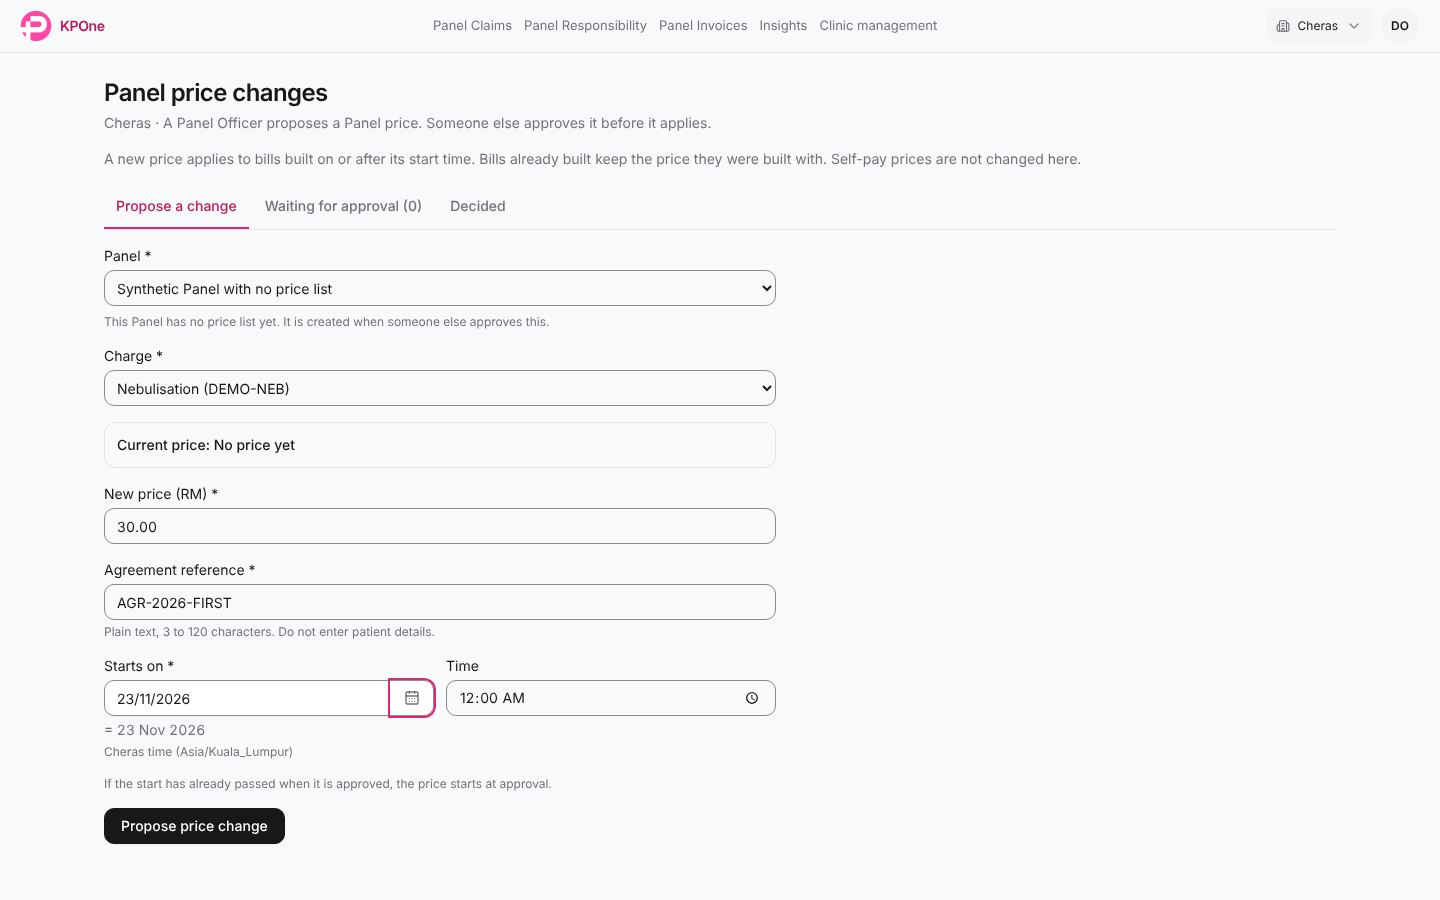 KPOne
Panel Claims Panel Responsibility Panel Invoices Insights Clinic management
Cheras
DO
Panel price changes
Cheras · A Panel Officer proposes a Panel price. Someone else approves it before it applies.
A new price applies to bills built on or after its start time. Bills already built keep the price they were built with. Self-pay prices are not changed here.
Propose a change Waiting for approval (0) Decided
Panel *
Synthetic Panel with no price list
This Panel has no price list yet. It is created when someone else approves this.
Charge *
Nebulisation (DEMO-NEB)
Current price: No price yet
New price (RM) *
30.00
Agreement reference *
AGR-2026-FIRST
Plain text, 3 to 120 characters. Do not enter patient details.
Starts on * Time
23/11/2026 12:00 AM
= 23 Nov 2026
Cheras time (Asia/Kuala_Lumpur)
If the start has already passed when it is approved, the price starts at approval.
Propose price change